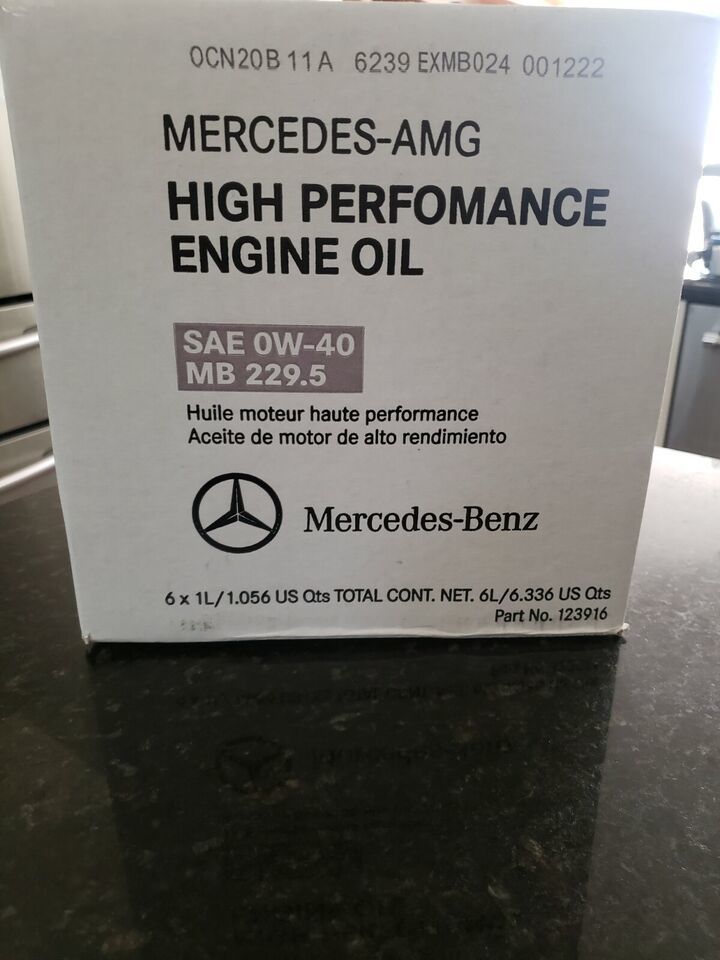 OCN20B 11A 6239 EXMB024 001222
MERCEDES-AMG
HIGH PERFOMANCE
ENGINE OIL
SAE 0W-40
MB 229.5
Huile moteur haute performance
Aceite de motor de alto rendimiento
Mercedes-Benz
6 x 1L/1.056 US Qts TOTAL CONT. NET. 6L/6.336 US Qts
Part No. 123916